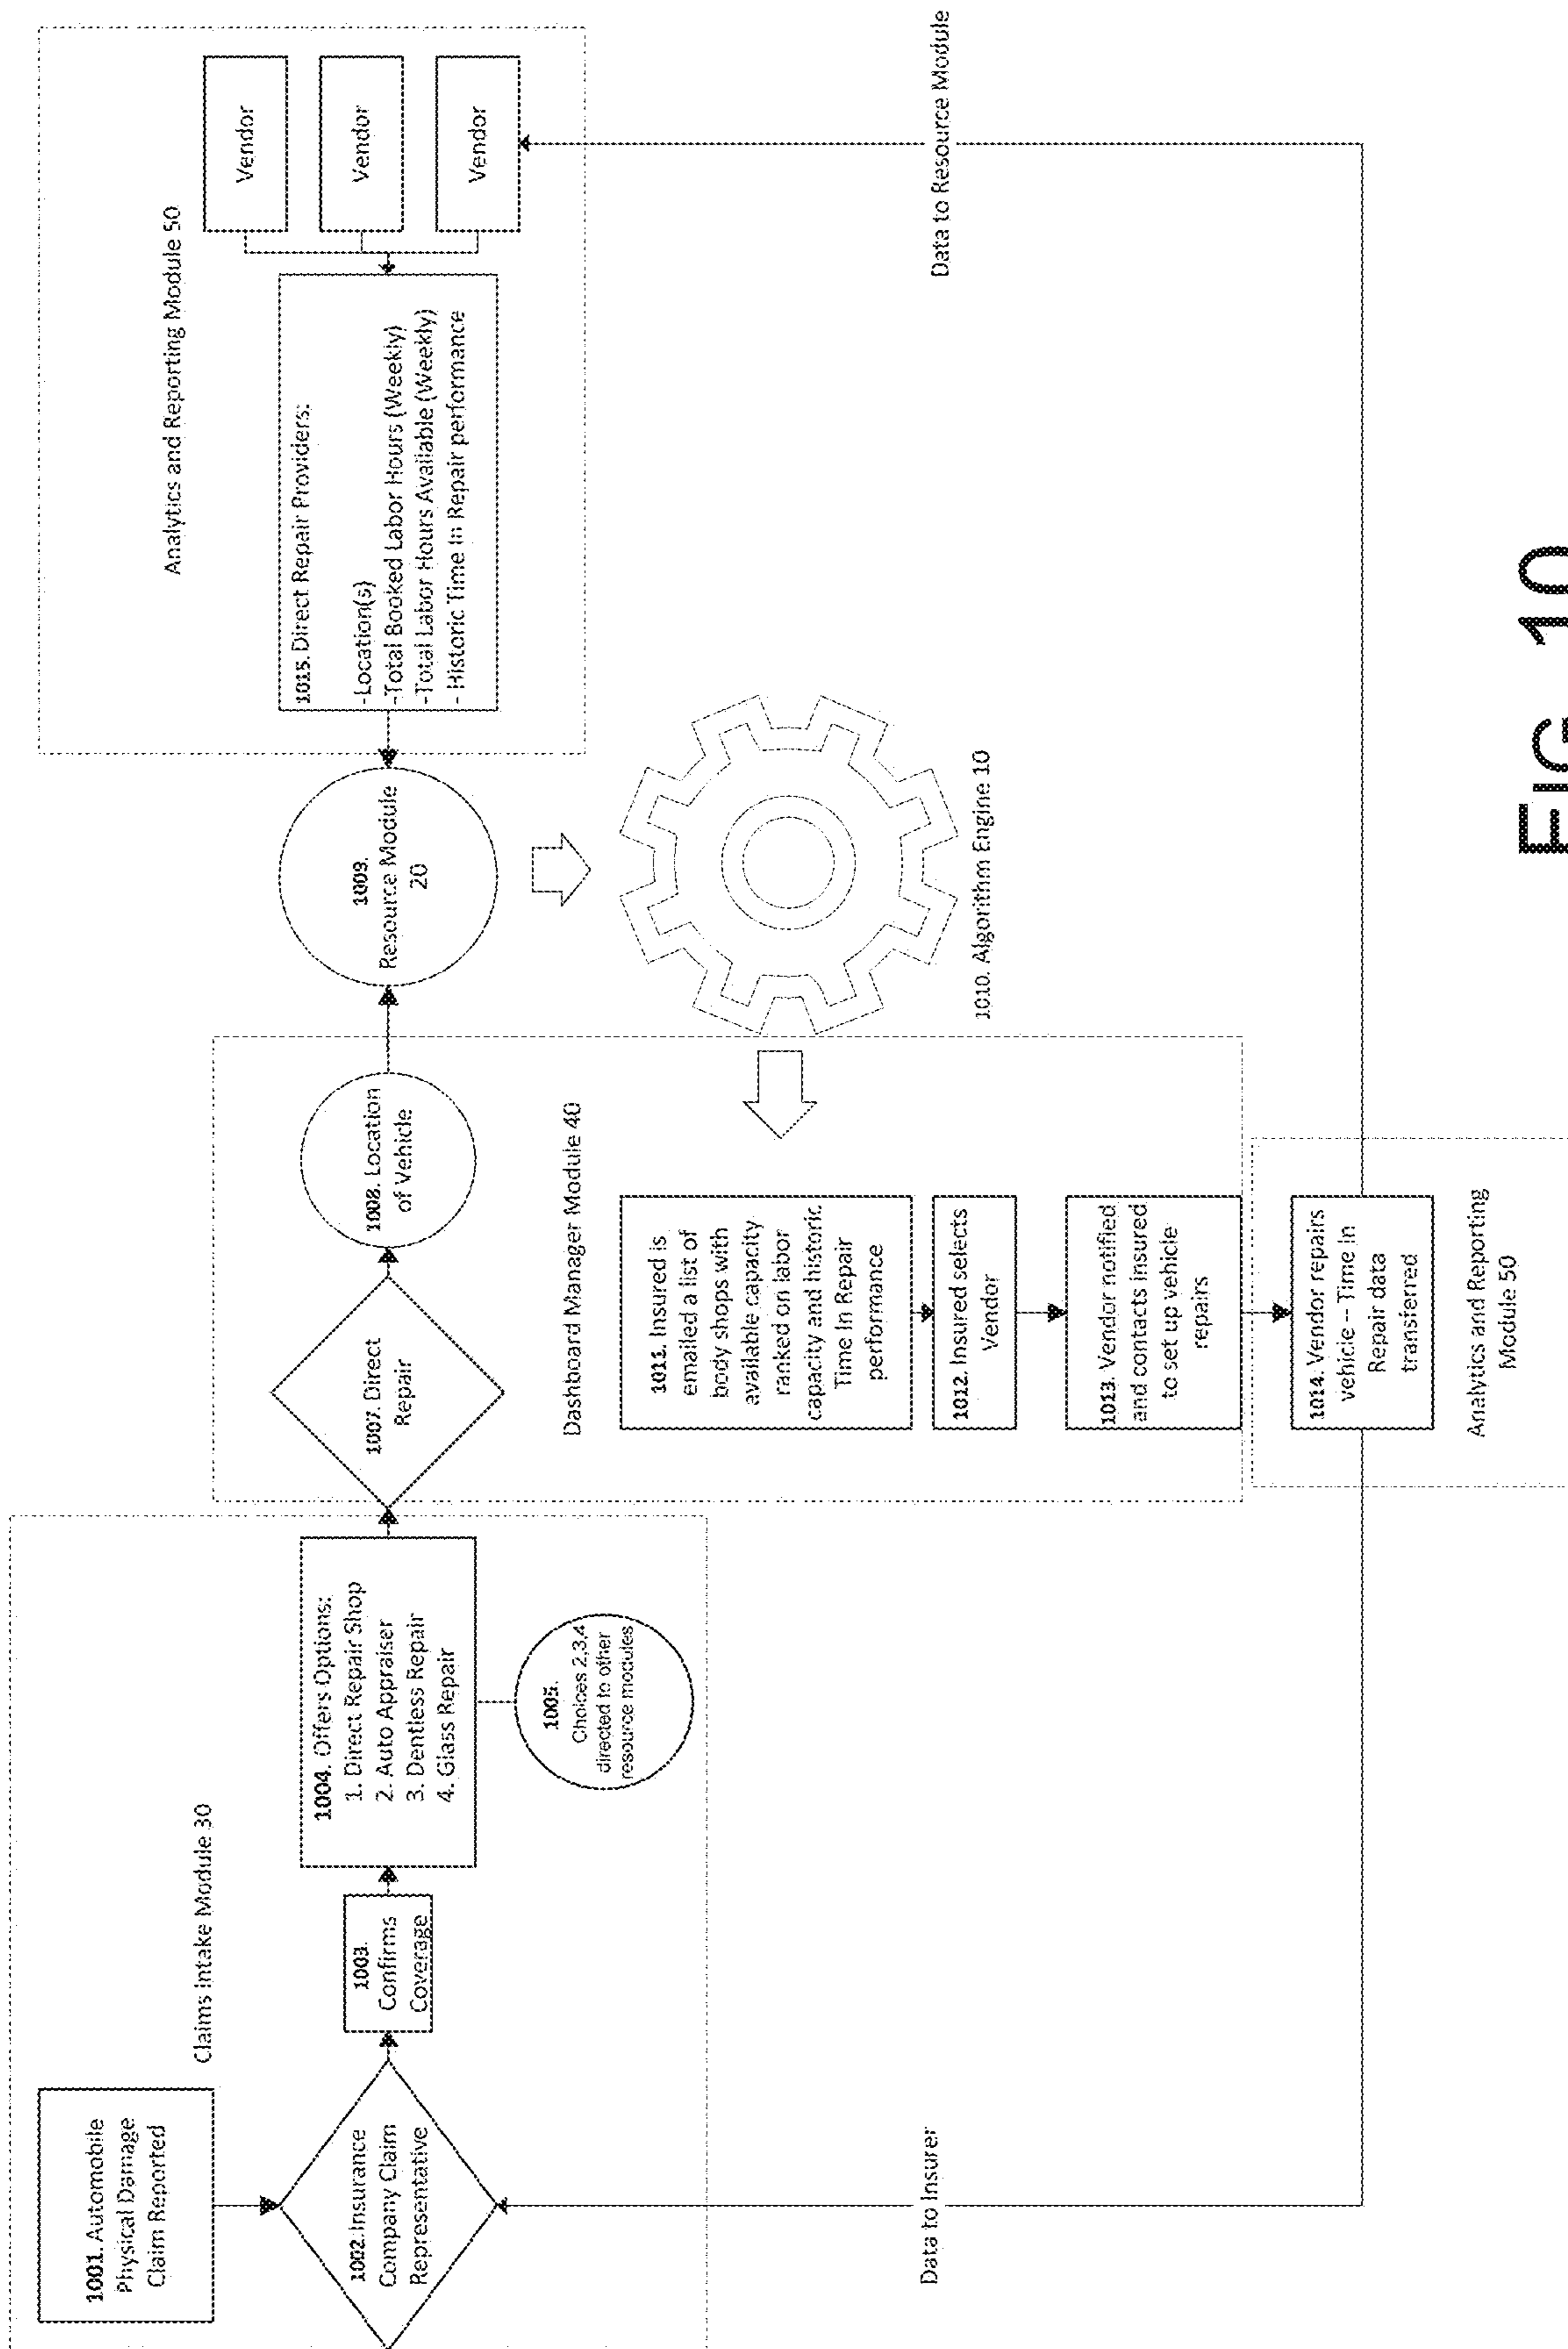 Claims Intake Module 30
1001. Automobile
Physical Damage
Claim Reported
1002. Insurance
Company Claim
Representative
1003.
Confirms
Coverage
1004. Offers Options:
1. Direct Repair Shop
2. Auto Appraiser
3. Dentless Repair
4. Glass Repair
1005.
Choices 2,3,4
directed to other
resource modules
1007. Direct
Repair
1008. Location
of Vehicle
Dashboard Manager Module 40
1009.
Resource Module
20
1010. Algorithm Engine 10
1011. Insured is
emailed a list of
body shops with
available capacity
ranked on labor
capacity and historic
Time In Repair
performance
1012. Insured selects
Vendor
1013. Vendor notified
and contacts insured
to set up vehicle
repairs
1014. Vendor repairs
vehicle -- Time In
Repair data
transferred
Analytics and Reporting
Module 50
Analytics and Reporting Module 50
1015. Direct Repair Providers:
-Location(s)
-Total Booked Labor Hours (Weekly)
-Total Labor Hours Available (Weekly)
- Historic Time In Repair performance
Vendor
Vendor
Vendor
Data to Insurer
Data to Resource Module
FIG. 10